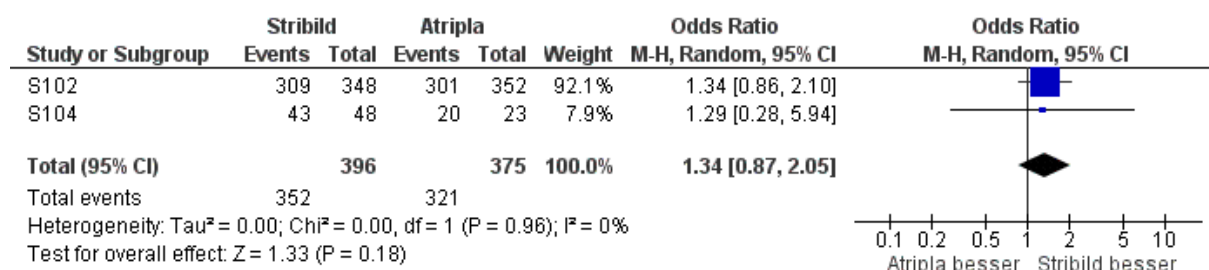 Stribild Atripla Odds Ratio Odds Ratio
Study or Subgroup Events Total Events Total Weight M-H, Random, 95% CI M-H, Random, 95% CI
S102 309 348 301 352 92.1% 1.34 [0.86, 2.10]
S104 43 48 20 23 7.9% 1.29 [0.28, 5.94]
Total (95% CI) 396 375 100.0% 1.34 [0.87, 2.05]
Total events 352 321
Heterogeneity: Tau² = 0.00; Chi² = 0.00, df = 1 (P = 0.96); I² = 0%
Test for overall effect: Z = 1.33 (P = 0.18)
0.1 0.2 0.5 1 2 5 10
Atripla besser Stribild besser